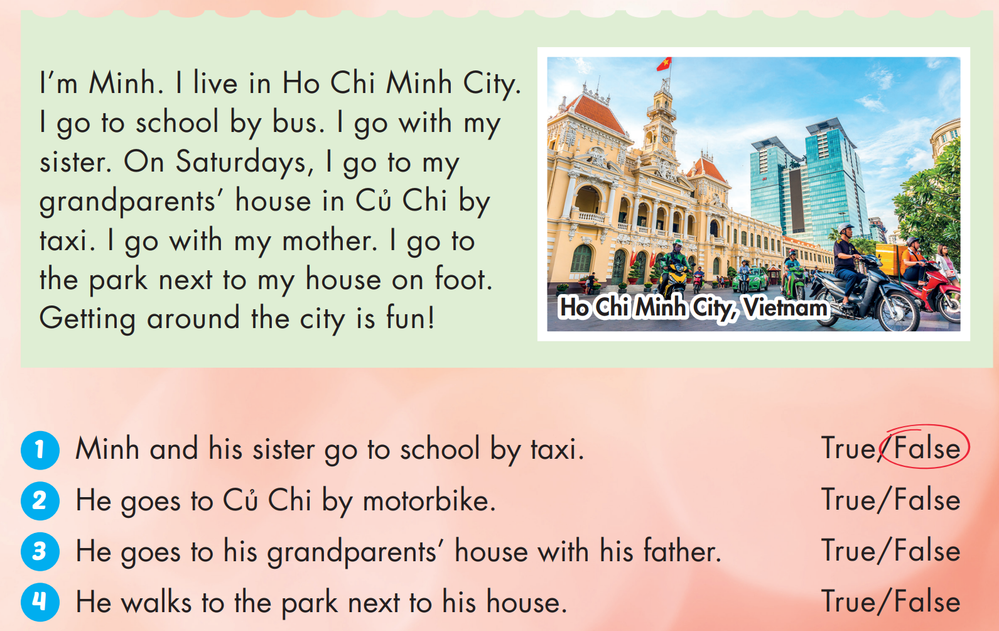 I'm Minh. I live in Ho Chi Minh City.
I go to school by bus. I go with my
sister. On Saturdays, I go to my
grandparents' house in Củ Chi by
taxi. I go with my mother. I go to
the park next to my house on foot.
Getting around the city is fun!
Ho Chi Minh City, Vietnam
1 Minh and his sister go to school by taxi. True/False
2 He goes to Củ Chi by motorbike. True/False
3 He goes to his grandparents' house with his father. True/False
4 He walks to the park next to his house. True/False